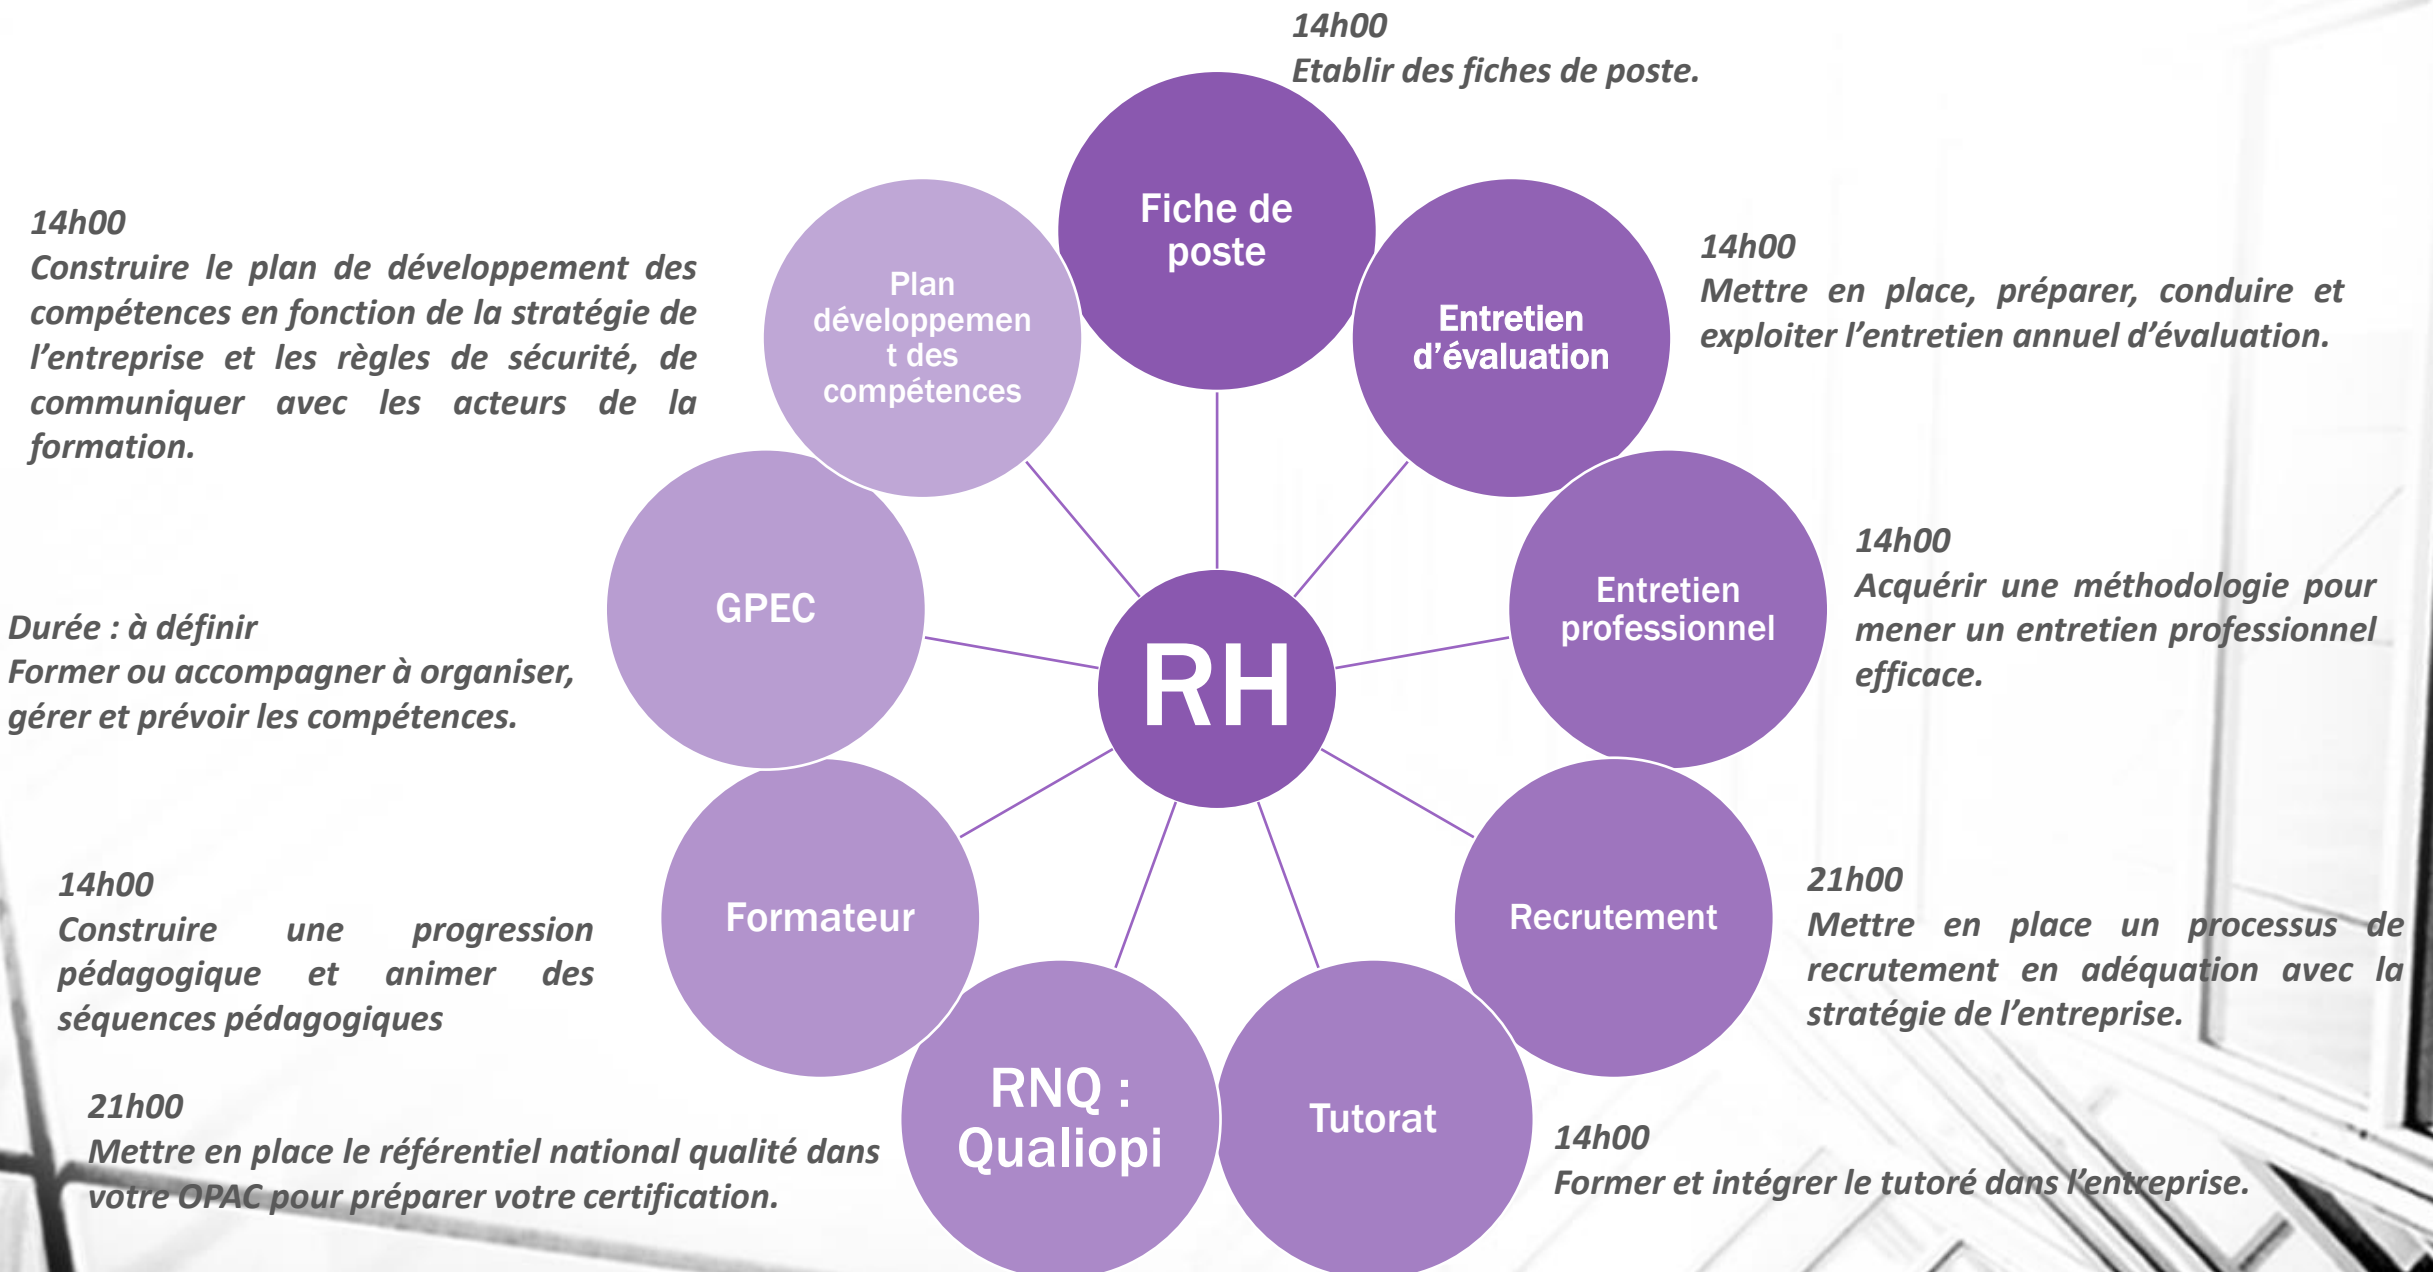 14h00
Etablir des fiches de poste.
Fiche de
poste
14h00
Mettre en place, préparer, conduire et
exploiter l’entretien annuel d’évaluation.
Entretien
d’évaluation
14h00
Acquérir une méthodologie pour
mener un entretien professionnel
efficace.
Entretien
professionnel
21h00
Mettre en place un processus de
recrutement en adéquation avec la
stratégie de l’entreprise.
Recrutement
14h00
Former et intégrer le tutoré dans l’entreprise.
Tutorat
RNQ :
Qualiopi
21h00
Mettre en place le référentiel national qualité dans
votre OPAC pour préparer votre certification.
Formateur
14h00
Construire une progression
pédagogique et animer des
séquences pédagogiques
GPEC
Durée : à définir
Former ou accompagner à organiser,
gérer et prévoir les compétences.
Plan
développemen
t des
compétences
14h00
Construire le plan de développement des
compétences en fonction de la stratégie de
l’entreprise et les règles de sécurité, de
communiquer avec les acteurs de la
formation.
RH